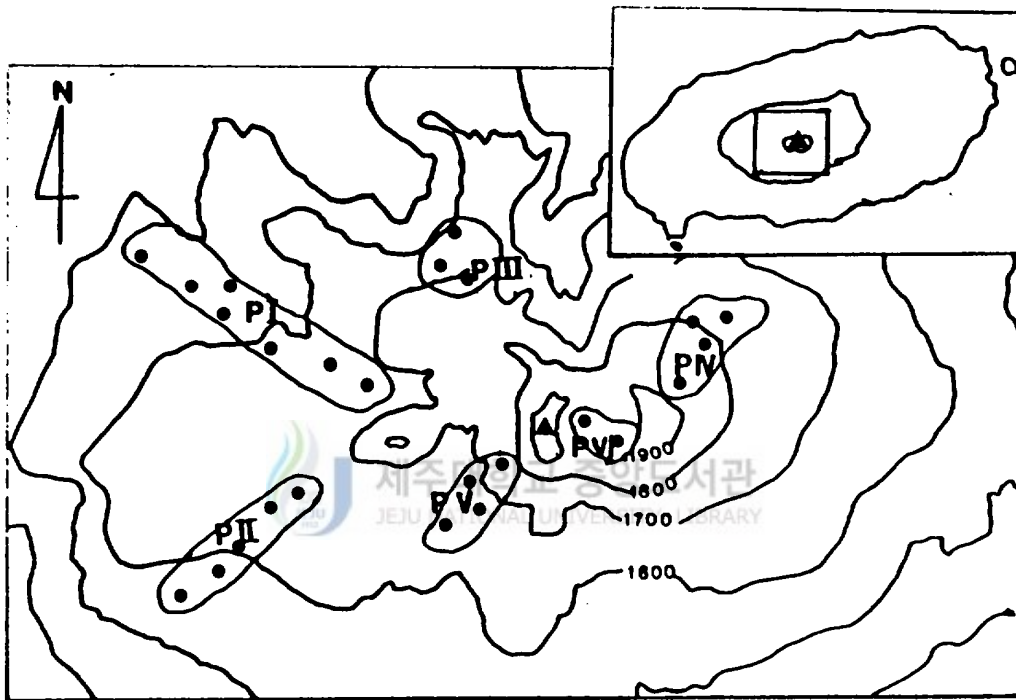 N
PIII
PI
PIV
PVI
1900
제주대학교 중앙도서관
1800
PV
JEJU NATIONAL UNIVERSITY LIBRARY
1700
PII
1600